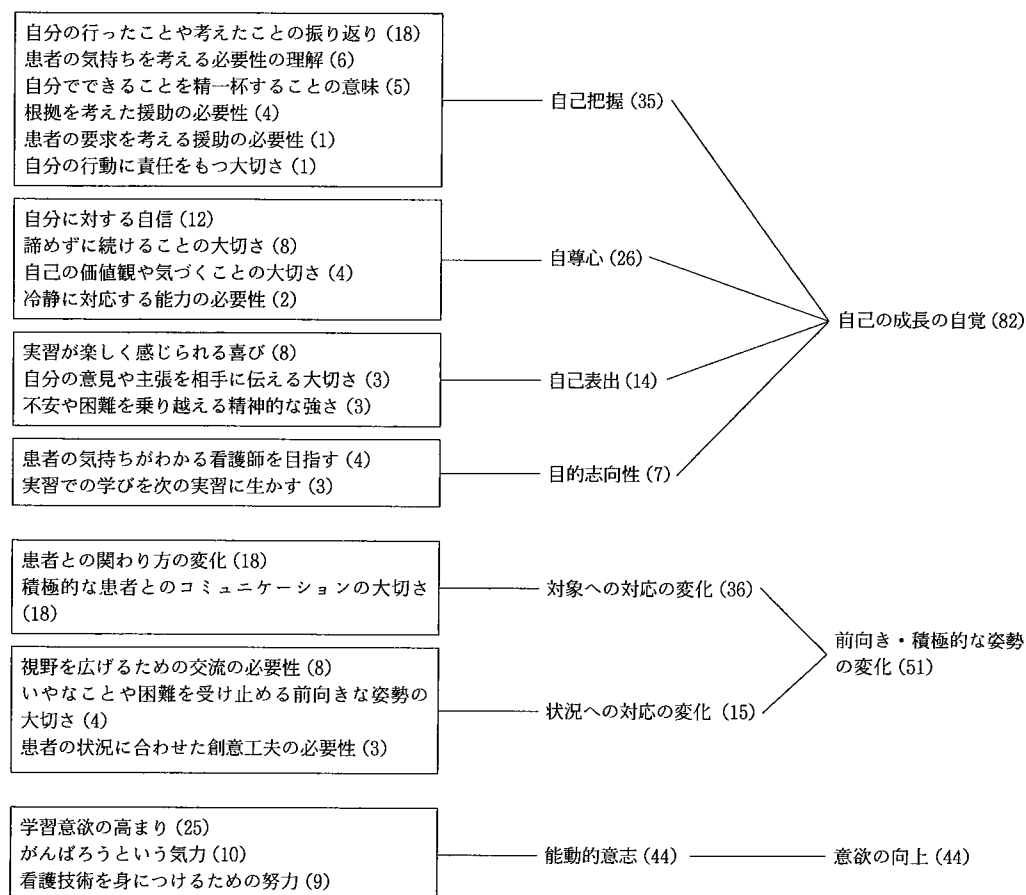 自分の行ったことや考えたことの振り返り (18)
患者の気持ちを考える必要性の理解 (6)
自分でできることを精一杯することの意味 (5)
根拠を考えた援助の必要性 (4)
患者の要求を考える援助の必要性 (1)
自分の行動に責任をもつ大切さ (1)
自己把握 (35)
自分に対する自信 (12)
諦めずに続けることの大切さ (8)
自己の価値観や気づくことの大切さ (4)
冷静に対応する能力の必要性 (2)
自尊心 (26)
実習が楽しく感じられる喜び (8)
自分の意見や主張を相手に伝える大切さ (3)
不安や困難を乗り越える精神的な強さ (3)
自己表出 (14)
患者の気持ちがわかる看護師を目指す (4)
実習での学びを次の実習に生かす (3)
目的志向性 (7)
自己の成長の自覚 (82)
患者との関わり方の変化 (18)
積極的な患者とのコミュニケーションの大切さ
(18)
対象への対応の変化 (36)
視野を広げるための交流の必要性 (8)
いやなことや困難を受け止める前向きな姿勢の
大切さ (4)
患者の状況に合わせた創意工夫の必要性 (3)
状況への対応の変化 (15)
前向き・積極的な姿勢
の変化 (51)
学習意欲の高まり (25)
がんばろうという気力 (10)
看護技術を身につけるための努力 (9)
能動的意志 (44)
意欲の向上 (44)